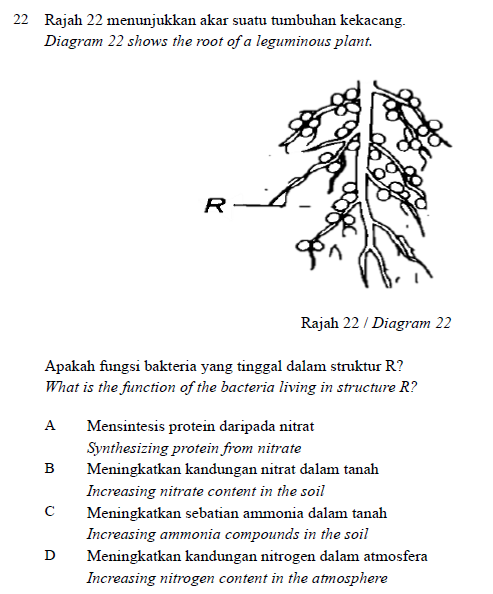 22 Rajah 22 menunjukkan akar suatu tumbuhan kekacang.
Diagram 22 shows the root of a leguminous plant.
R
Rajah 22 / Diagram 22
Apakah fungsi bakteria yang tinggal dalam struktur R?
What is the function of the bacteria living in structure R?
A Mensintesis protein daripada nitrat
Synthesizing protein from nitrate
B Meningkatkan kandungan nitrat dalam tanah
Increasing nitrate content in the soil
C Meningkatkan sebatian ammonia dalam tanah
Increasing ammonia compounds in the soil
D Meningkatkan kandungan nitrogen dalam atmosfera
Increasing nitrogen content in the atmosphere